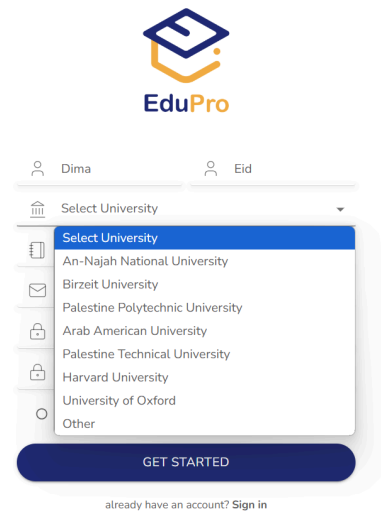 EduPro
Dima Eid
Select University
Select University
An-Najah National University
Birzeit University
Palestine Polytechnic University
Arab American University
Palestine Technical University
Harvard University
University of Oxford
Other
GET STARTED
already have an account? Sign in